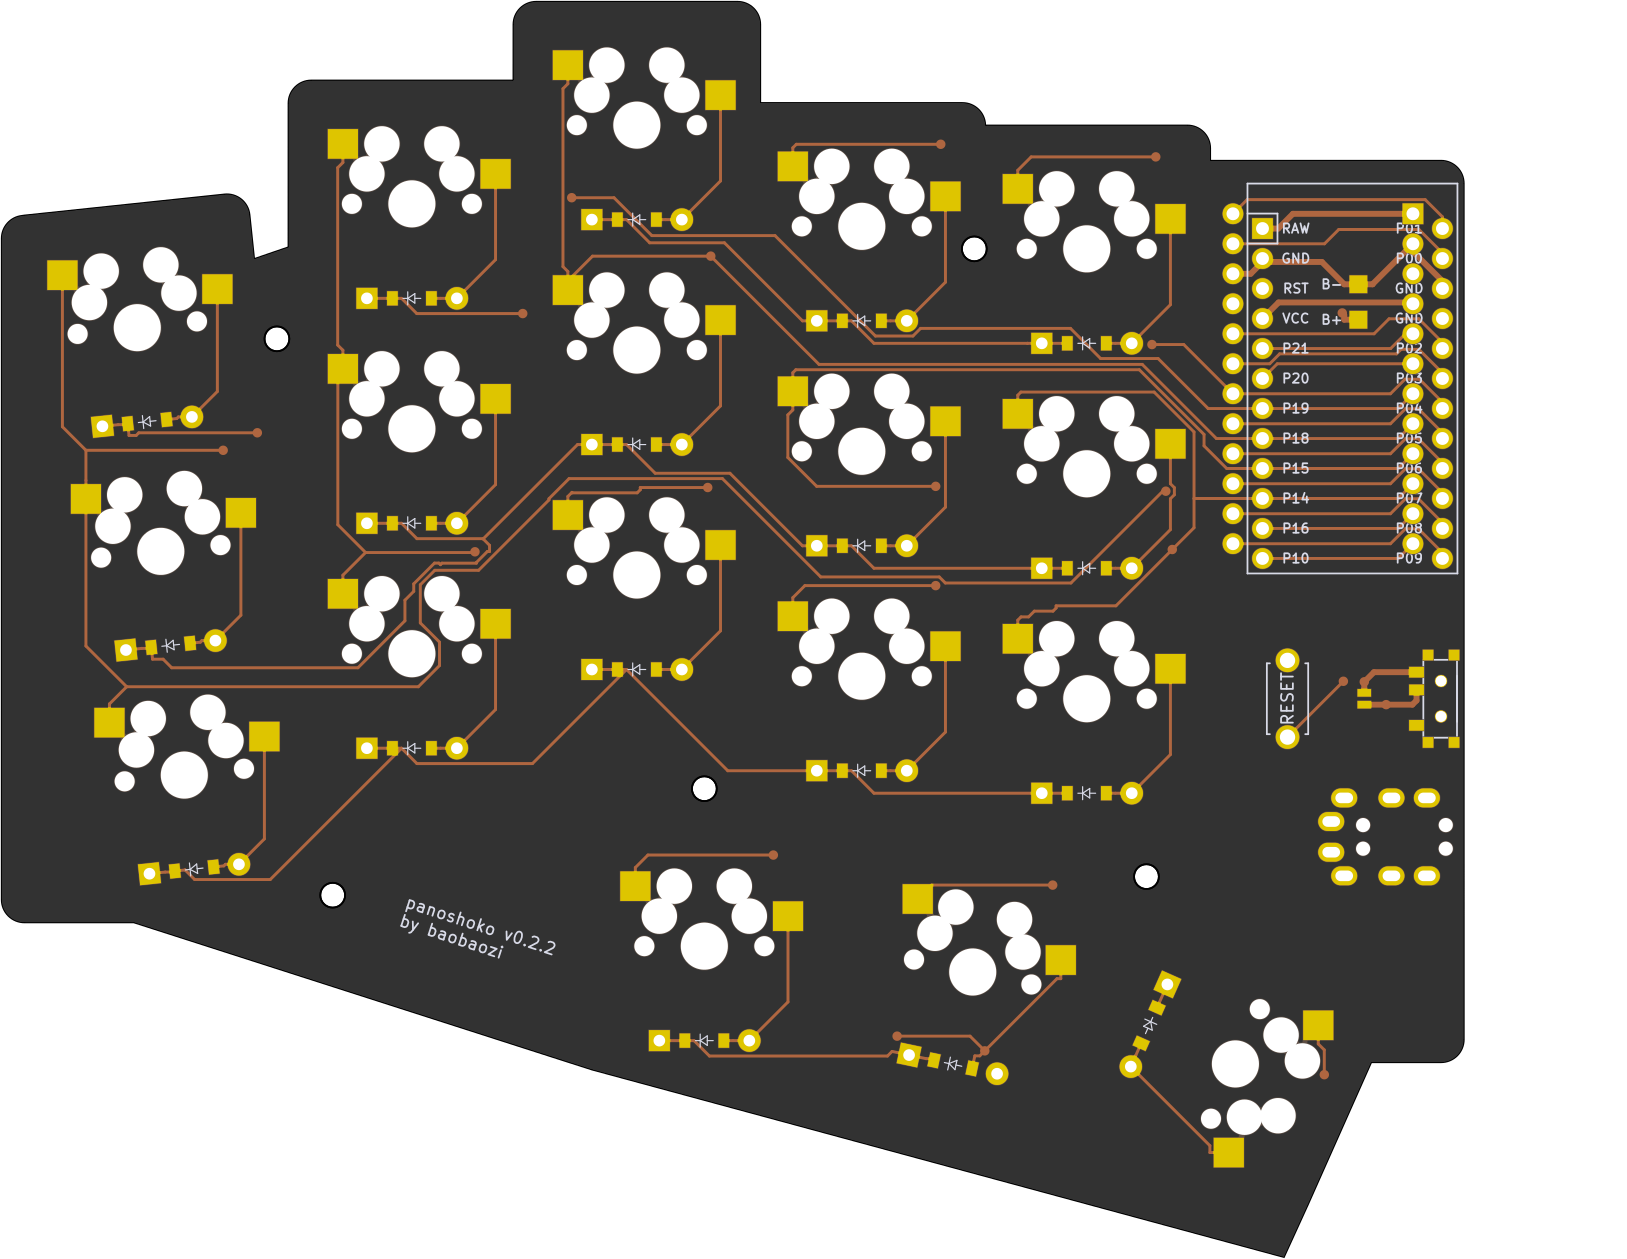 RAW P01
GND P00
B-
RST GND
VCC GND
B+
P21 P02
P20 P03
P19 P04
P18 P05
P15 P06
P14 P07
P16 P08
P10 P09
RESET
panoshoko v0.2.2
by baobaozi